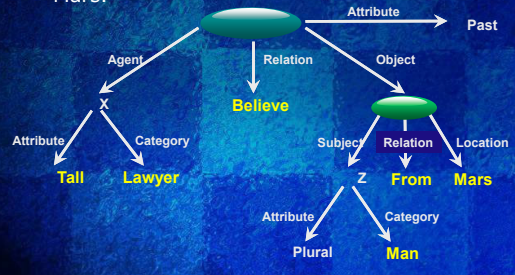 Mars.
Attribute
Past
Agent
Relation
Object
X
Believe
Attribute
Category
Subject
Relation
Location
Tall
Lawyer
Z
From
Mars
Attribute
Category
Plural
Man